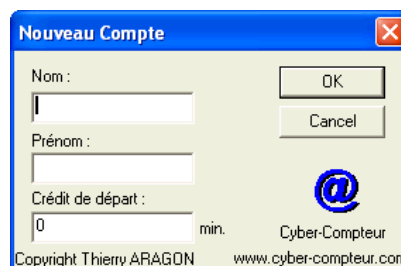 Nouveau Compte
Nom :
OK
Cancel
Prénom :
Crédit de départ :
0
min.
@
Cyber-Compteur
Copyright Thierry ARAGON
www.cyber-compteur.com